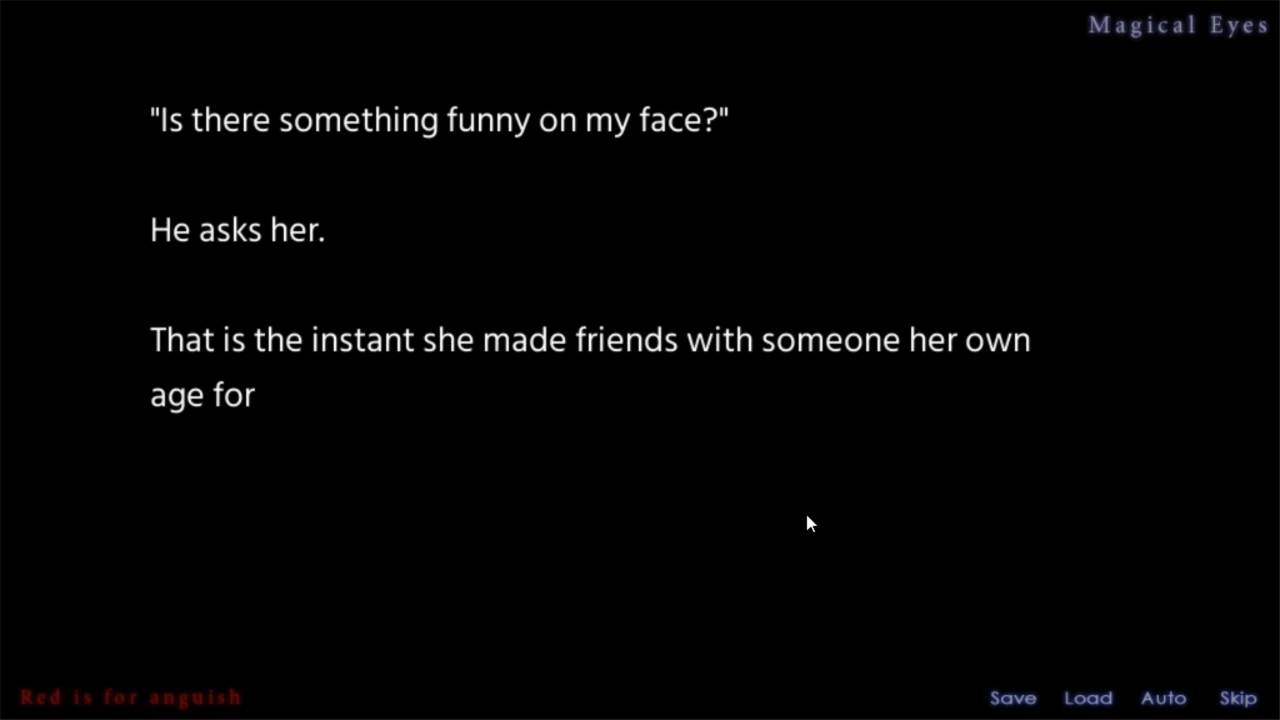 Magical Eyes
"Is there something funny on my face?"
He asks her.
That is the instant she made friends with someone her own
age for
Red is for anguish
Save Load Auto Skip